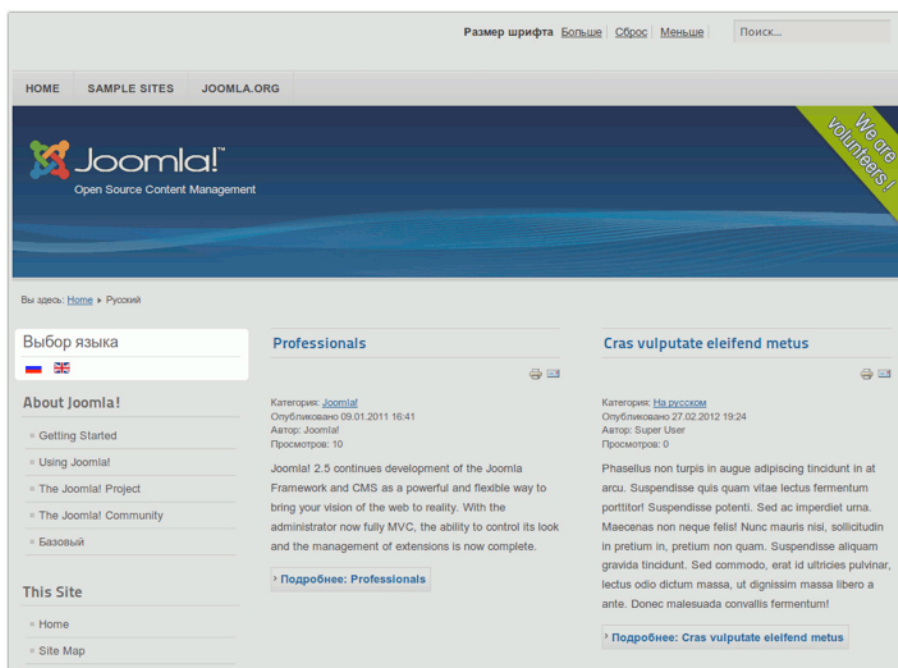 Размер шрифта Больше Сброс Меньше Поиск...
HOME SAMPLE SITES JOOMLA.ORG
Joomla!™
Open Source Content Management
We are
volunteers !
Вы здесь: Home Русский
Выбор языка
About Joomla!
Getting Started
Using Joomla!
The Joomla! Project
The Joomla! Community
Базовый
This Site
Home
Site Map
Professionals
Категория: Joomla!
Опубликовано 09.01.2011 16:41
Автор: Joomla!
Просмотров: 10
Joomla! 2.5 continues development of the Joomla
Framework and CMS as a powerful and flexible way to
bring your vision of the web to reality. With the
administrator now fully MVC, the ability to control its look
and the management of extensions is now complete.
Подробнее: Professionals
Cras vulputate eleifend metus
Категория: На русском
Опубликовано 27.02.2012 19:24
Автор: Super User
Просмотров: 0
Phasellus non turpis in augue adipiscing tincidunt in at
arcu. Suspendisse quis quam vitae lectus fermentum
porttitor! Suspendisse potenti. Sed ac imperdiet urna.
Maecenas non neque felis! Nunc mauris nisi, sollicitudin
in pretium in, pretium non quam. Suspendisse aliquam
gravida tincidunt. Sed commodo, erat id ultricies pulvinar,
lectus odio dictum massa, ut dignissim massa libero a
ante. Donec malesuada convallis fermentum!
Подробнее: Cras vulputate eleifend metus